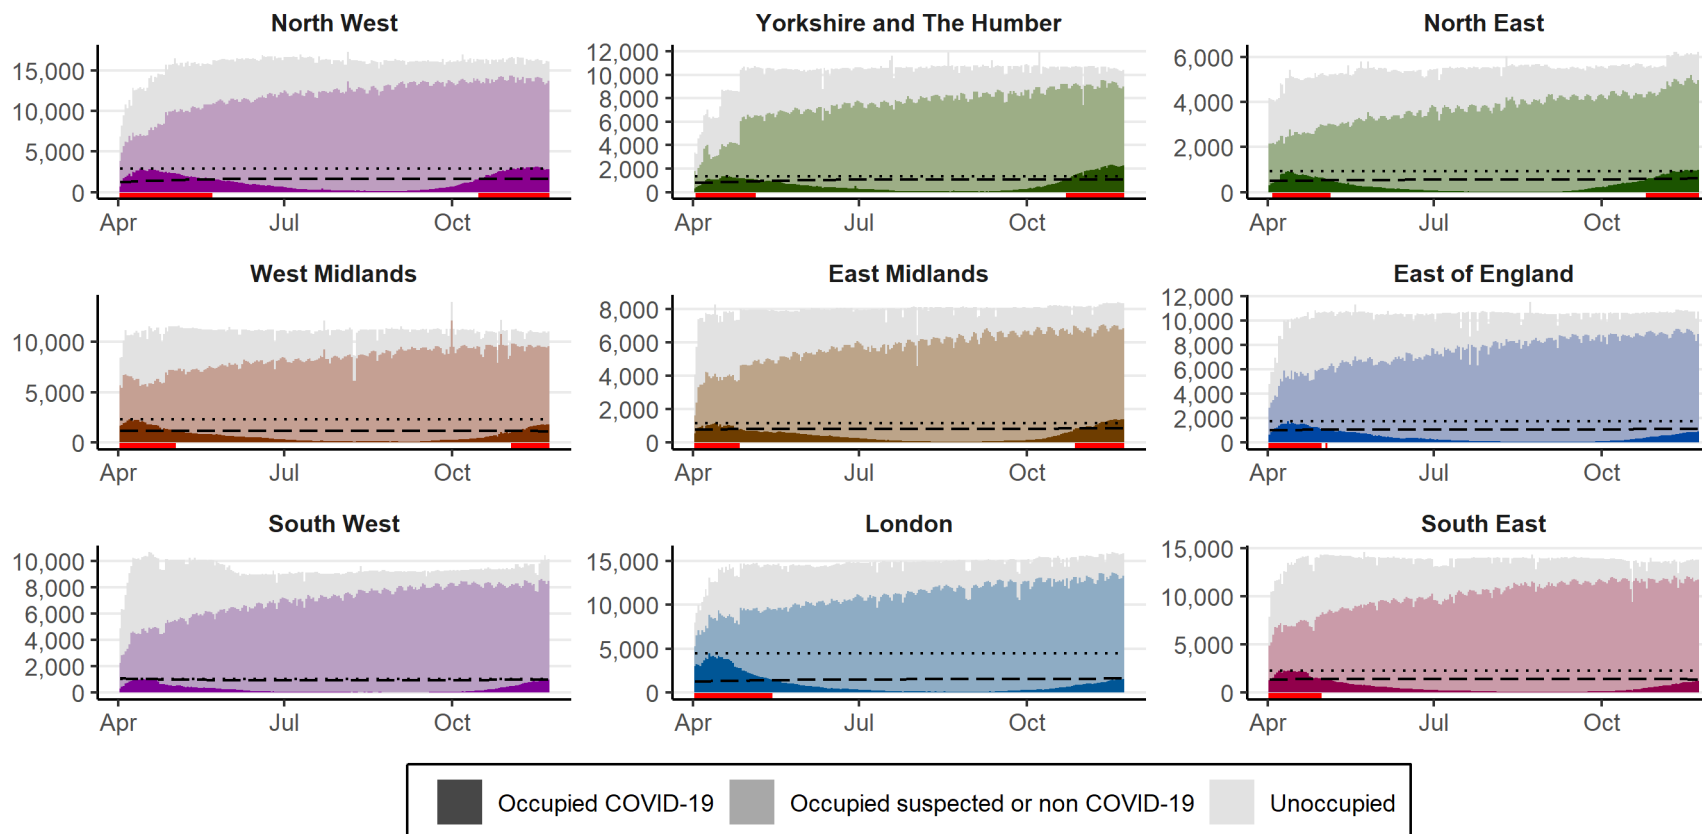 North West
Yorkshire and The Humber
North East
15,000
10,000
5,000
0
Apr
Jul
Oct
12,000
10,000
8,000
6,000
4,000
2,000
0
Apr
Jul
Oct
6,000
4,000
2,000
0
Apr
Jul
Oct
West Midlands
East Midlands
East of England
10,000
5,000
0
Apr
Jul
Oct
8,000
6,000
4,000
2,000
0
Apr
Jul
Oct
12,000
10,000
8,000
6,000
4,000
2,000
0
Apr
Jul
Oct
South West
London
South East
10,000
8,000
6,000
4,000
2,000
0
Apr
Jul
Oct
15,000
10,000
5,000
0
Apr
Jul
Oct
15,000
10,000
5,000
0
Apr
Jul
Oct
Occupied COVID-19
Occupied suspected or non COVID-19
Unoccupied